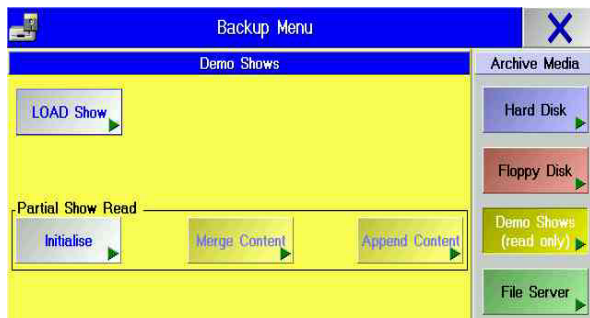 Backup Menu
Demo Shows
Archive Media
LOAD Show
Hard Disk
Floppy Disk
Partial Show Read
Initialise
Merge Content
Append Content
Demo Shows
(read only)
File Server